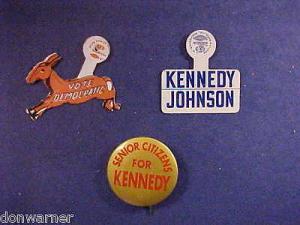 VOTE
DEMOCRATIC
KENNEDY
JOHNSON
SENIOR CITIZENS
FOR
KENNEDY
donwarner